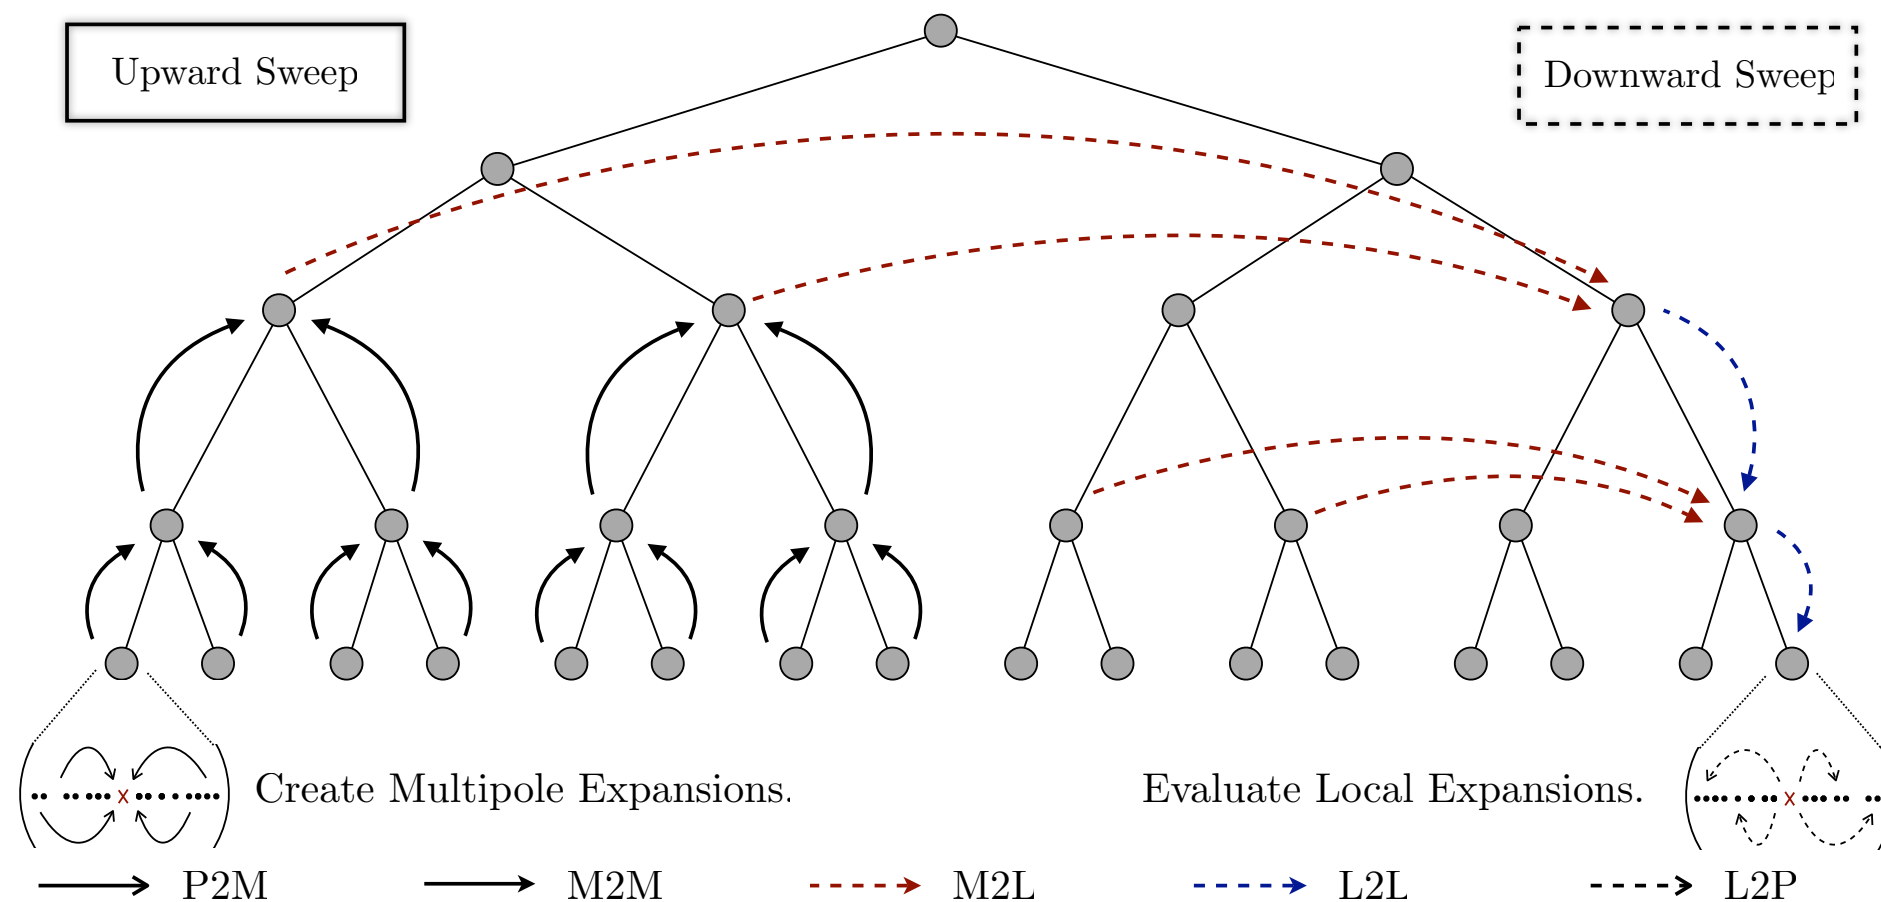 Upward Sweep
Downward Sweep
Create Multipole Expansions.
Evaluate Local Expansions.
P2M
M2M
M2L
L2L
L2P